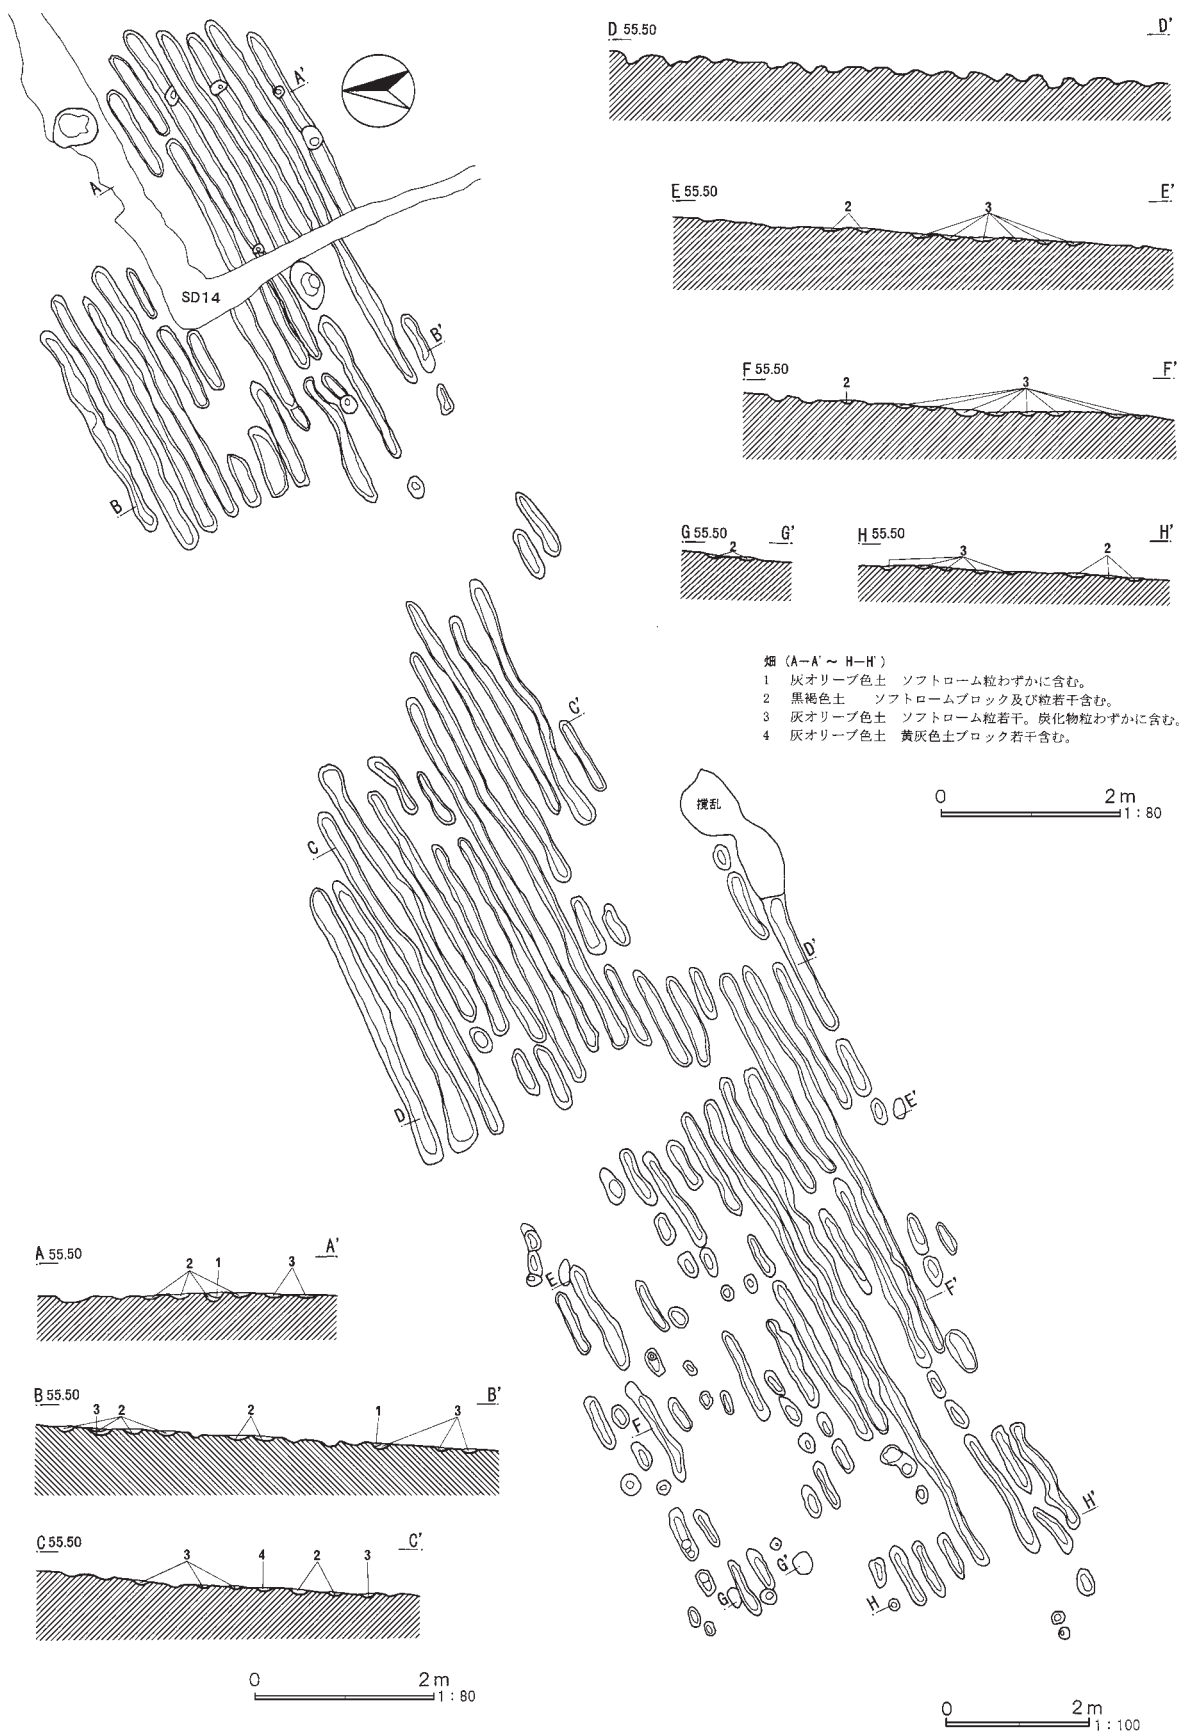 A'
A
SD14
B'
B
C'
C
D'
D
E'
E
F'
F
G'
G
H'
H
攪乱
D 55.50 D'
E 55.50 E'
2 3
F 55.50 F'
2 3
G 55.50 G'
2
H 55.50 H'
3 2
畑 (A—A' ~ H—H')
1 灰オリーブ色土 ソフトローム粒わずかに含む。
2 黒褐色土 ソフトロームブロック及び粒若干含む。
3 灰オリーブ色土 ソフトローム粒若干。炭化物粒わずかに含む。
4 灰オリーブ色土 黄灰色土ブロック若干含む。
0 2m
1:80
A 55.50 A'
2 1 3
B 55.50 B'
3 2 2 1 3
C 55.50 C'
3 4 2 3
0 2m
1:80
0 2m
1:100